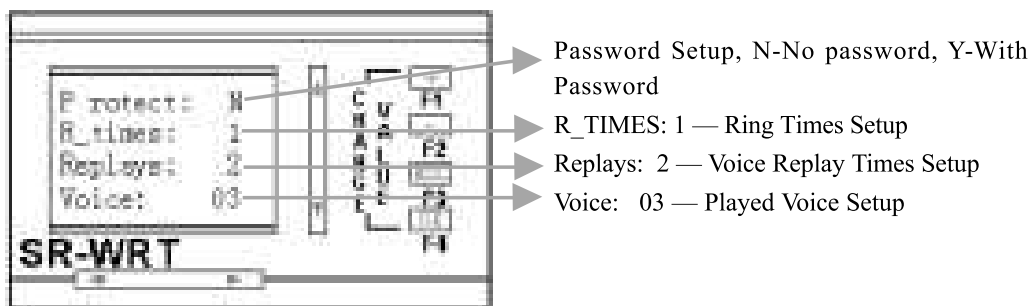 P rotect: N
R_times: 1
Replays: 2
Voice: 03
SR-WRT
CHANGE
VALUE
F1
F2
F3
F4
Password Setup, N-No password, Y-With
Password
R_TIMES: 1 — Ring Times Setup
Replays: 2 — Voice Replay Times Setup
Voice: 03 — Played Voice Setup